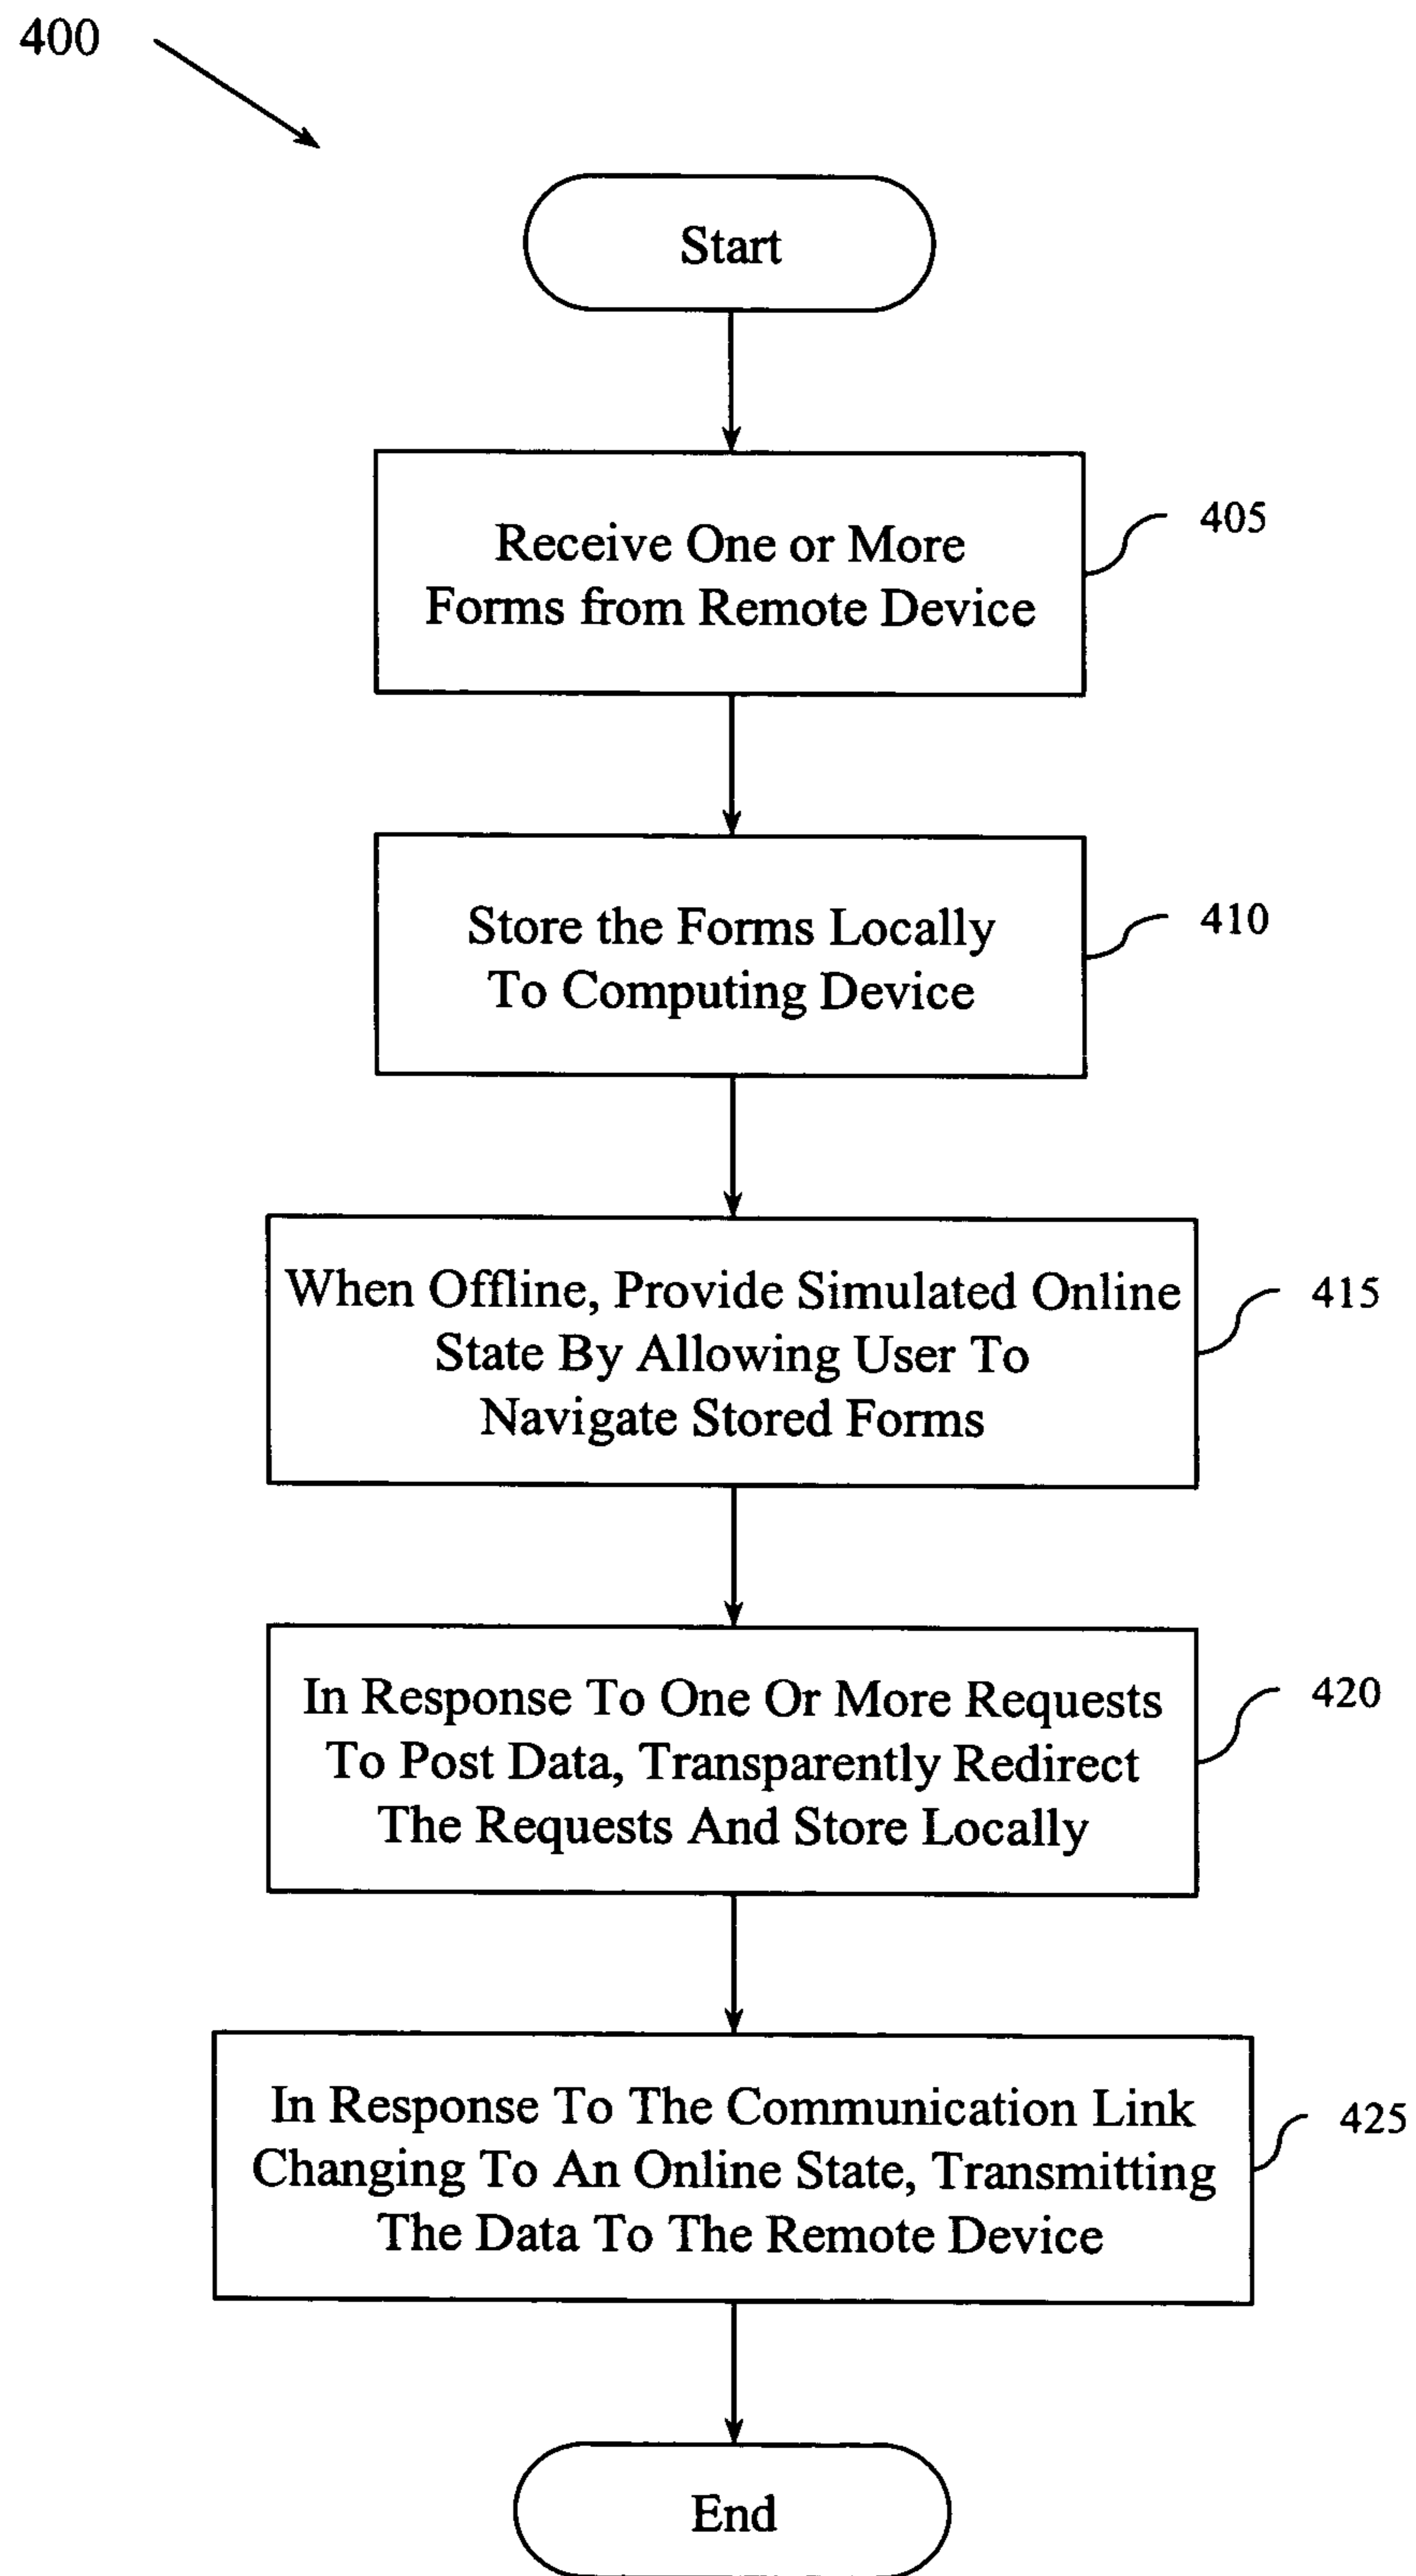 400
Start
Receive One or More
Forms from Remote Device
405
Store the Forms Locally
To Computing Device
410
When Offline, Provide Simulated Online
State By Allowing User To
Navigate Stored Forms
415
In Response To One Or More Requests
To Post Data, Transparently Redirect
The Requests And Store Locally
420
In Response To The Communication Link
Changing To An Online State, Transmitting
The Data To The Remote Device
425
End